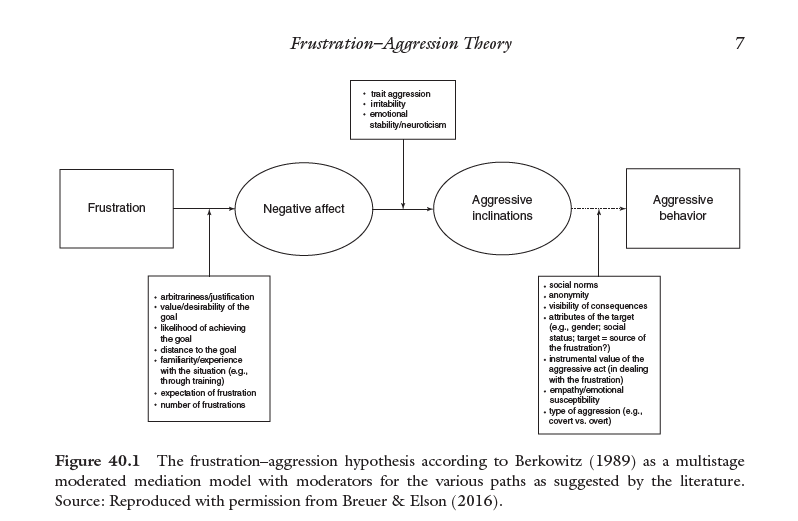 Frustration–Aggression Theory 7
• trait aggression
• irritability
• emotional
stability/neuroticism
Frustration
Negative affect
Aggressive
inclinations
Aggressive
behavior
• arbitrariness/justification
• value/desirability of the
goal
• likelihood of achieving
the goal
• distance to the goal
• familiarity/experience
with the situation (e.g.,
through training)
• expectation of frustration
• number of frustrations
• social norms
• anonymity
• visibility of consequences
• attributes of the target
(e.g., gender; social
status; target = source of
the frustration?)
• instrumental value of the
aggressive act (in dealing
with the frustration)
• empathy/emotional
susceptibility
• type of aggression (e.g.,
covert vs. overt)
Figure 40.1 The frustration–aggression hypothesis according to Berkowitz (1989) as a multistage
moderated mediation model with moderators for the various paths as suggested by the literature.
Source: Reproduced with permission from Breuer & Elson (2016).